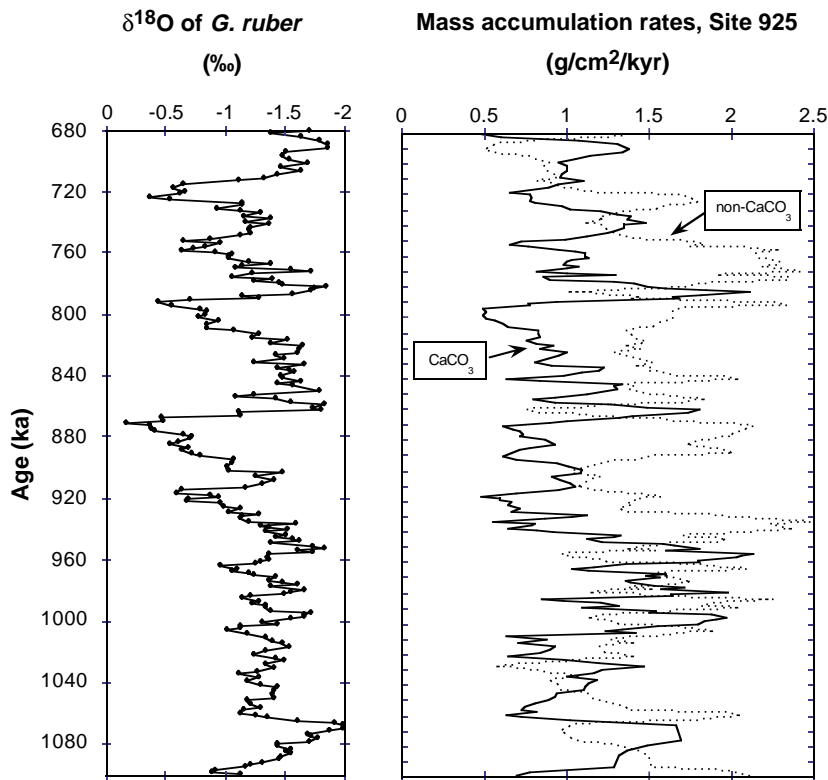 δ18O of G. ruber
(‰)
Mass accumulation rates, Site 925
(g/cm2/kyr)
0 -0.5 -1 -1.5 -2
0 0.5 1 1.5 2 2.5
Age (ka)
680
720
760
800
840
880
920
960
1000
1040
1080
non-CaCO3
CaCO3